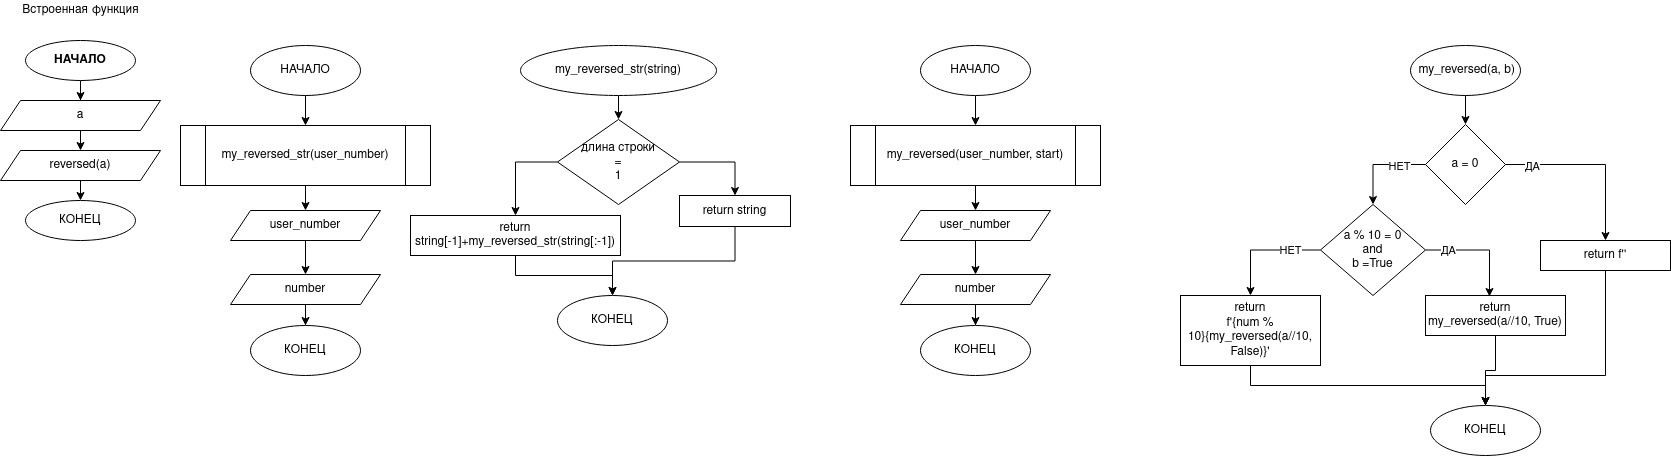 Встроенная функция
НАЧАЛО
a
reversed(a)
КОНЕЦ
НАЧАЛО
my_reversed_str(user_number)
user_number
number
КОНЕЦ
my_reversed_str(string)
длина строки
=
1
return
string[-1]+my_reversed_str(string[:-1])
return string
КОНЕЦ
НАЧАЛО
my_reversed(user_number, start)
user_number
number
КОНЕЦ
my_reversed(a, b)
a = 0
НЕТ
ДА
a % 10 = 0
and
b =True
return f''
НЕТ
ДА
return
f'{num %
10}{my_reversed(a//10,
False)}'
return
my_reversed(a//10, True)
КОНЕЦ